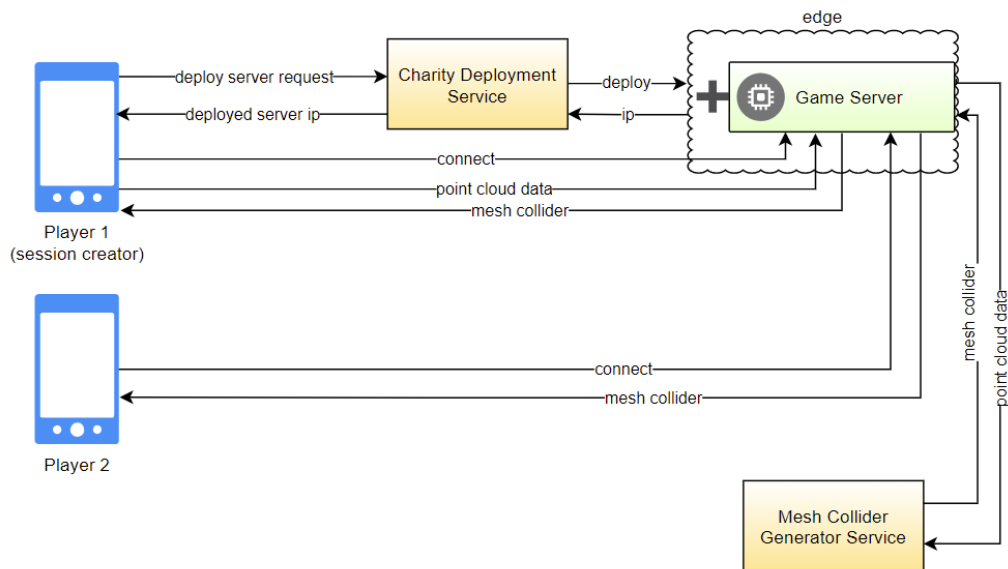 edge
deploy server request
Charity Deployment
Service
deploy
Game Server
deployed server ip
ip
connect
point cloud data
mesh collider
Player 1
(session creator)
mesh collider
point cloud data
connect
mesh collider
Player 2
Mesh Collider
Generator Service